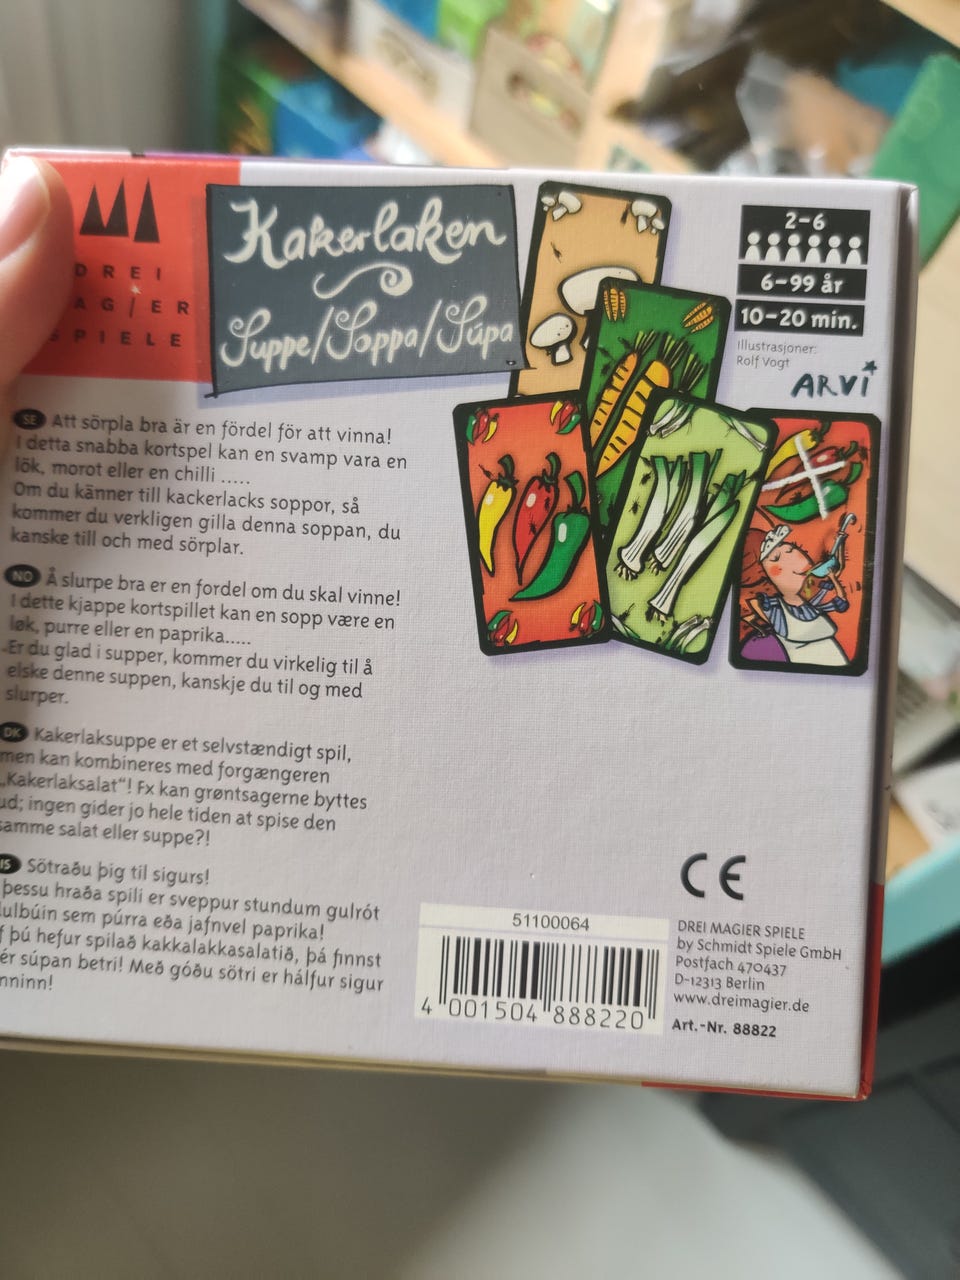 DREI
AGIER
SPIELE
Kakerlaken
Suppe/Soppa/Súpa
2-6
6-99 år
10-20 min.
Illustrasjoner:
Rolf Vogt
ARVI
SE Att sörpla bra är en fördel för att vinna!
I detta snabba kortspel kan en svamp vara en
lök, morot eller en chilli .....
Om du känner till kackerlacks soppor, så
kommer du verkligen gilla denna soppan, du
kanske till och med sörplar.
NO Å slurpe bra er en fordel om du skal vinne!
I dette kjappe kortspillet kan en sopp være en
løk, purre eller en paprika.....
Er du glad i supper, kommer du virkelig til å
elske denne suppen, kanskje du til og med
slurper.
DK Kakerlaksuppe er et selvstændigt spil,
men kan kombineres med forgængeren
„Kakerlaksalat“! Fx kan grøntsagerne byttes
ud; ingen gider jo hele tiden at spise den
samme salat eller suppe?!
IS Sötraðu þig til sigurs!
þessu hraða spili er sveppur stundum gulrót
ulbúin sem púrra eða jafnvel paprika!
f þú hefur spilað kakkalakkasalatið, þá finnst
ér súpan betri! Með góðu sötri er hálfur sigur
nninn!
CE
51100064
4 001504 888220
DREI MAGIER SPIELE
by Schmidt Spiele GmbH
Postfach 470437
D-12313 Berlin
www.dreimagier.de
Art.-Nr. 88822